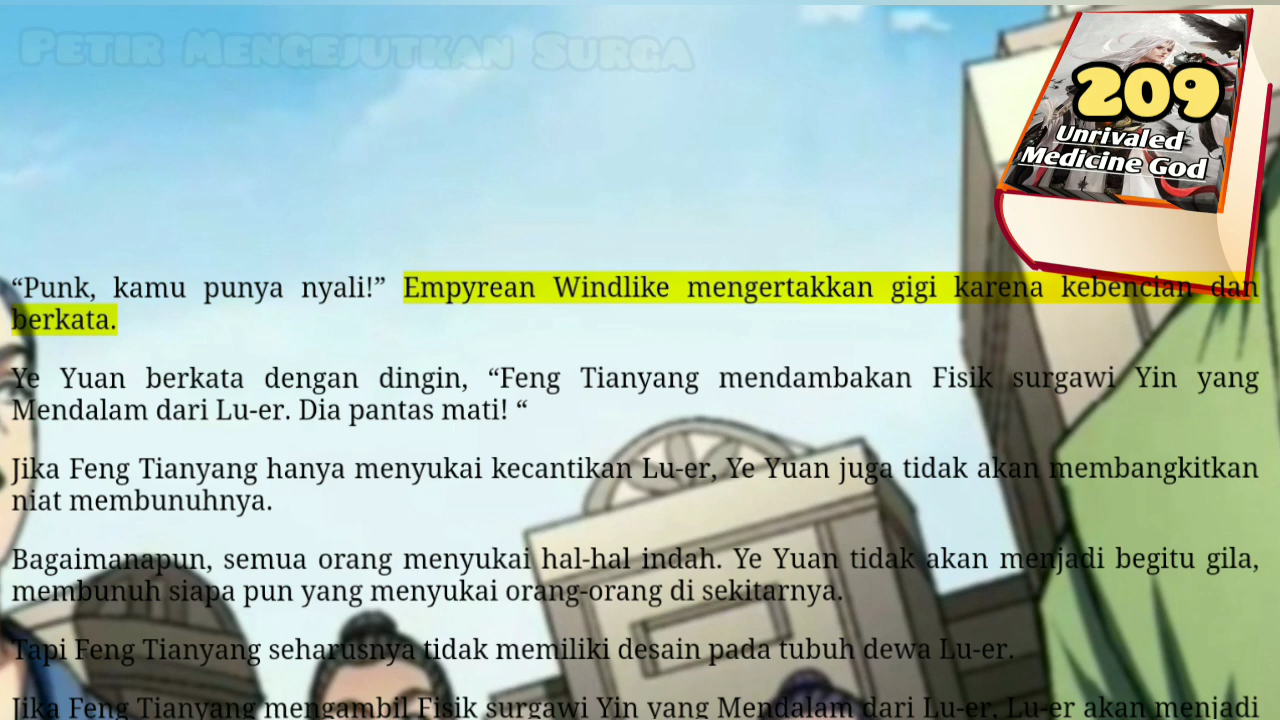 Petir Mengejutkan Surga
209
Unrivaled
Medicine God
“Punk, kamu punya nyali!” Empyrean Windlike mengertakkan gigi karena kebencian dan
berkata.
Ye Yuan berkata dengan dingin, “Feng Tianyang mendambakan Fisik surgawi Yin yang
Mendalam dari Lu-er. Dia pantas mati! “
Jika Feng Tianyang hanya menyukai kecantikan Lu-er, Ye Yuan juga tidak akan membangkitkan
niat membunuhnya.
Bagaimanapun, semua orang menyukai hal-hal indah. Ye Yuan tidak akan menjadi begitu gila,
membunuh siapa pun yang menyukai orang-orang di sekitarnya.
Tapi Feng Tianyang seharusnya tidak memiliki desain pada tubuh dewa Lu-er.
Jika Feng Tianyang mengambil Fisik surgawi Yin yang Mendalam dari Lu-er, Lu-er akan menjadi